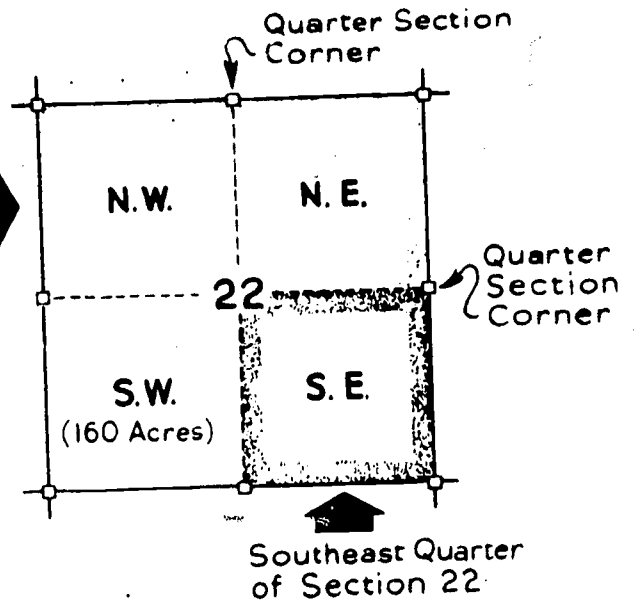 Quarter Section
Corner
N.W.
N.E.
Quarter
Section
Corner
22
S.W.
(160 Acres)
S.E.
Southeast Quarter
of Section 22